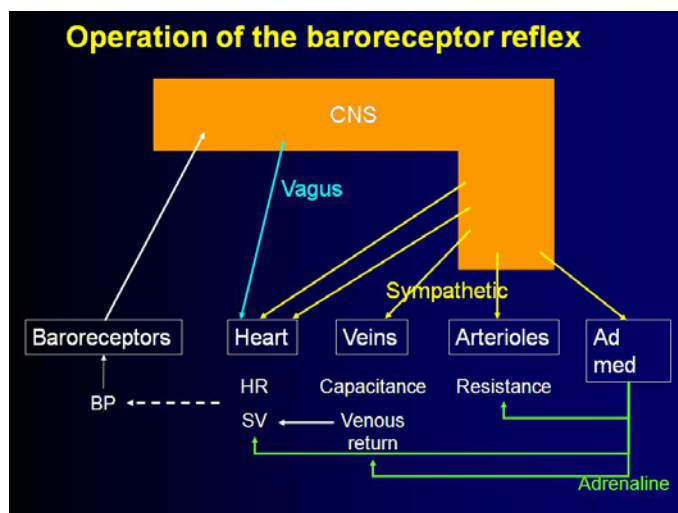 Operation of the baroreceptor reflex
CNS
Vagus
Sympathetic
Baroreceptors
Heart
Veins
Arterioles
Ad
med
HR
Capacitance
Resistance
BP
SV
Venous
return
Adrenaline